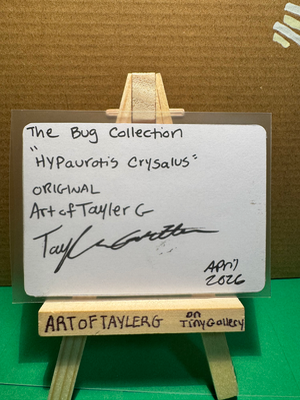 The Bug Collection
"Hypaurotis Crysalus"
ORIGINAL
Art of Tayler G
April
2026
ARTOFTAYLERG on
TinyGallery